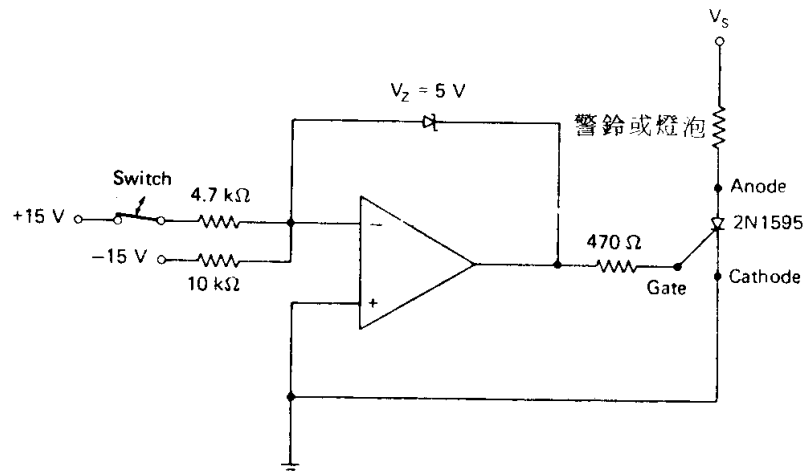 V_S
V_Z = 5 V
警鈴或燈泡
Switch
4.7 kΩ
Anode
+15 V
2N1595
−
−15 V
470 Ω
10 kΩ
+
Gate
Cathode